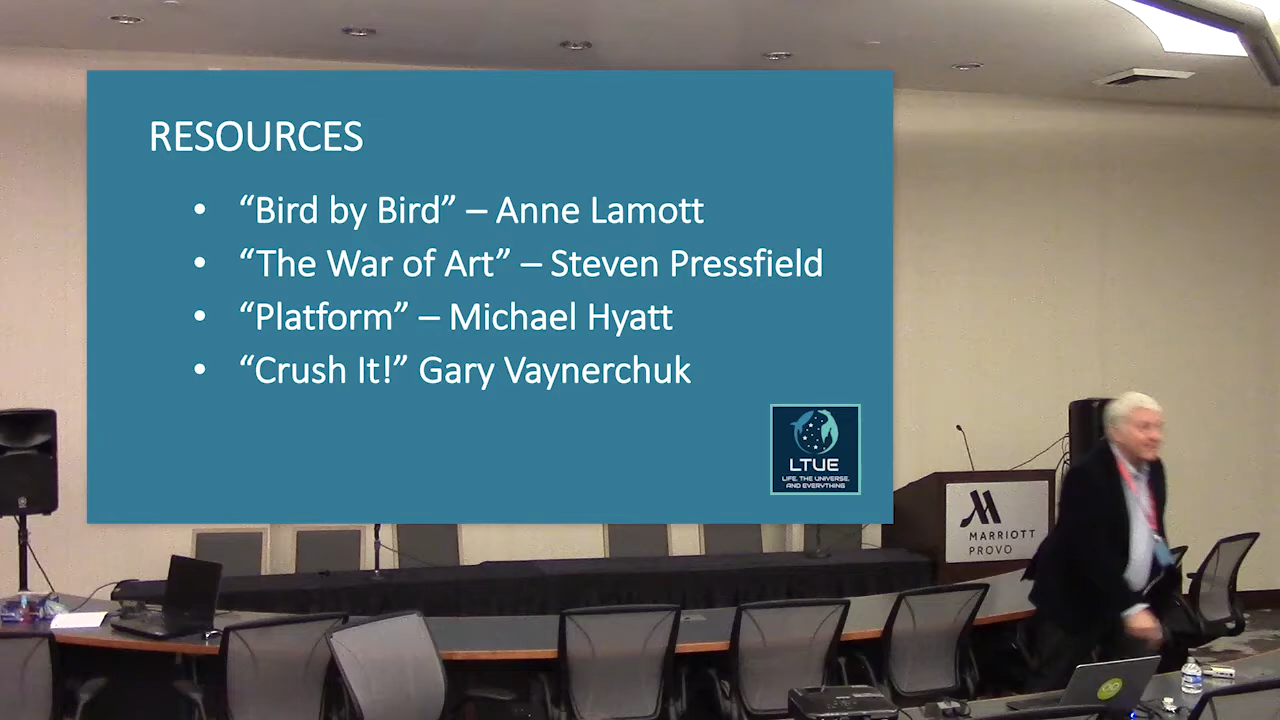 RESOURCES
• “Bird by Bird” – Anne Lamott
• “The War of Art” – Steven Pressfield
• “Platform” – Michael Hyatt
• “Crush It!” Gary Vaynerchuk
LTUE
LIFE, THE UNIVERSE,
AND EVERYTHING
MARRIOTT
PROVO